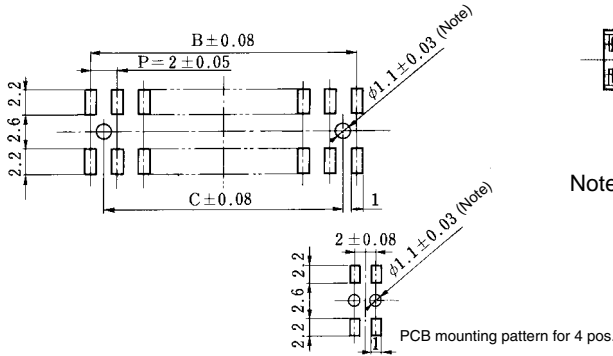 B±0.08
P=2±0.05
φ1.1±0.03 (Note)
2.2
2.6
2.2
C±0.08
1
Note
2±0.08
φ1.1±0.03 (Note)
2.2
2.6
2.2
1
PCB mounting pattern for 4 pos